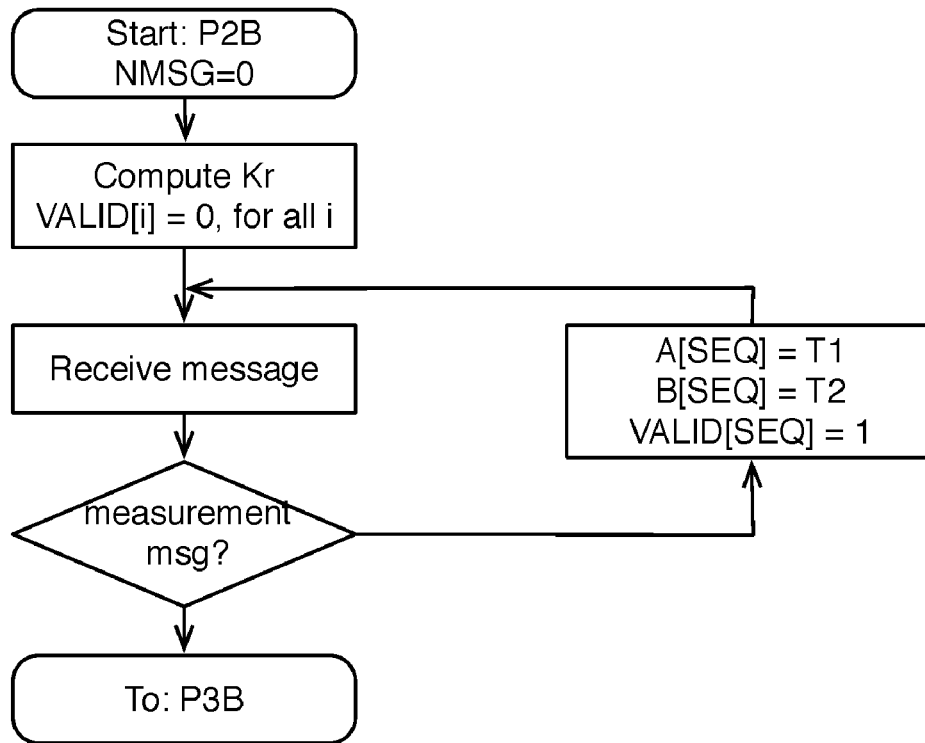 Start: P2B
NMSG=0
Compute Kr
VALID[i] = 0, for all i
Receive message
A[SEQ] = T1
B[SEQ] = T2
VALID[SEQ] = 1
measurement
msg?
To: P3B